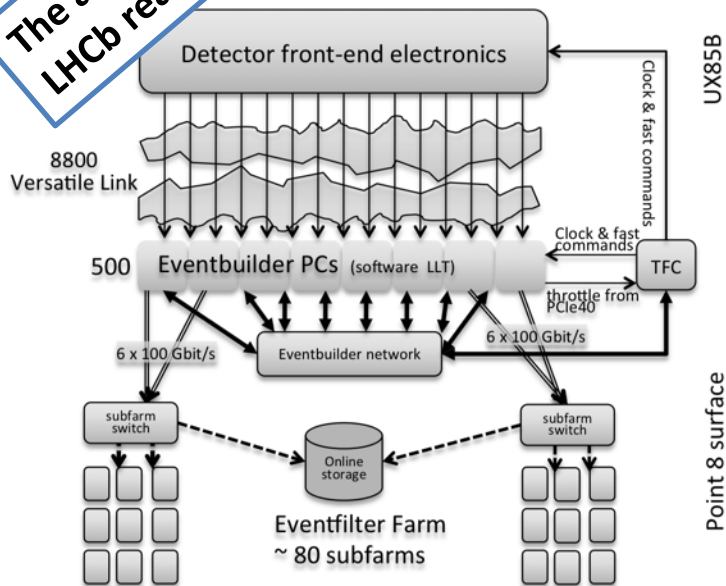 The
LHCb
Detector front-end electronics
UX85B
Clock & fast commands
8800
Versatile Link
Clock & fast
commands
500
Eventbuilder PCs (software LLT)
TFC
throttle from
PCIe40
6 x 100 Gbit/s
Eventbuilder network
6 x 100 Gbit/s
subfarm
switch
subfarm
switch
Online
storage
Point 8 surface
Eventfilter Farm
~ 80 subfarms